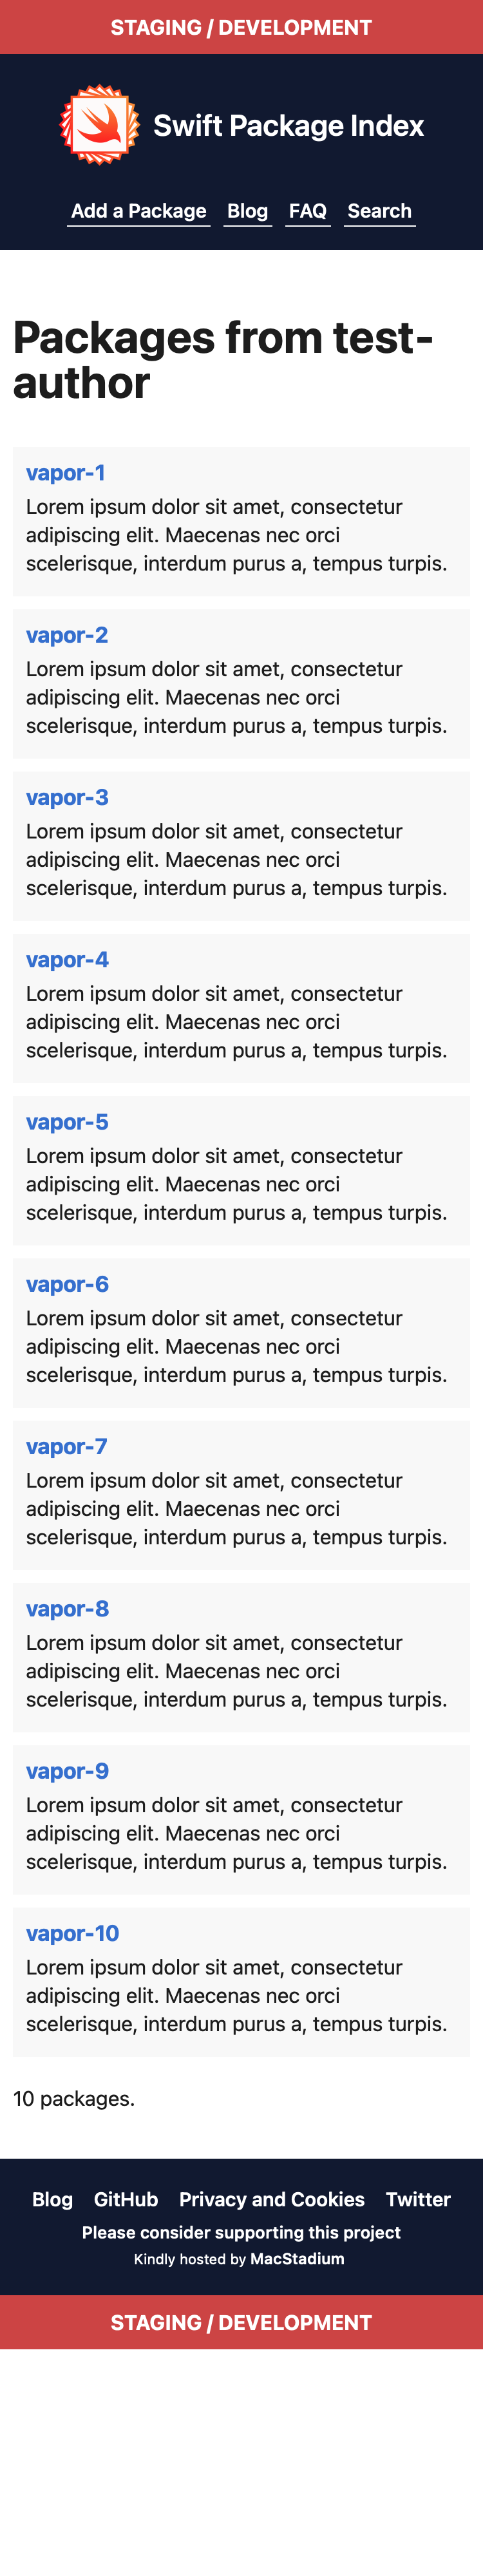 STAGING / DEVELOPMENT
Swift Package Index
Add a Package Blog FAQ Search
Packages from test-
author
vapor-1
Lorem ipsum dolor sit amet, consectetur
adipiscing elit. Maecenas nec orci
scelerisque, interdum purus a, tempus turpis.
vapor-2
Lorem ipsum dolor sit amet, consectetur
adipiscing elit. Maecenas nec orci
scelerisque, interdum purus a, tempus turpis.
vapor-3
Lorem ipsum dolor sit amet, consectetur
adipiscing elit. Maecenas nec orci
scelerisque, interdum purus a, tempus turpis.
vapor-4
Lorem ipsum dolor sit amet, consectetur
adipiscing elit. Maecenas nec orci
scelerisque, interdum purus a, tempus turpis.
vapor-5
Lorem ipsum dolor sit amet, consectetur
adipiscing elit. Maecenas nec orci
scelerisque, interdum purus a, tempus turpis.
vapor-6
Lorem ipsum dolor sit amet, consectetur
adipiscing elit. Maecenas nec orci
scelerisque, interdum purus a, tempus turpis.
vapor-7
Lorem ipsum dolor sit amet, consectetur
adipiscing elit. Maecenas nec orci
scelerisque, interdum purus a, tempus turpis.
vapor-8
Lorem ipsum dolor sit amet, consectetur
adipiscing elit. Maecenas nec orci
scelerisque, interdum purus a, tempus turpis.
vapor-9
Lorem ipsum dolor sit amet, consectetur
adipiscing elit. Maecenas nec orci
scelerisque, interdum purus a, tempus turpis.
vapor-10
Lorem ipsum dolor sit amet, consectetur
adipiscing elit. Maecenas nec orci
scelerisque, interdum purus a, tempus turpis.
10 packages.
Blog GitHub Privacy and Cookies Twitter
Please consider supporting this project
Kindly hosted by MacStadium
STAGING / DEVELOPMENT